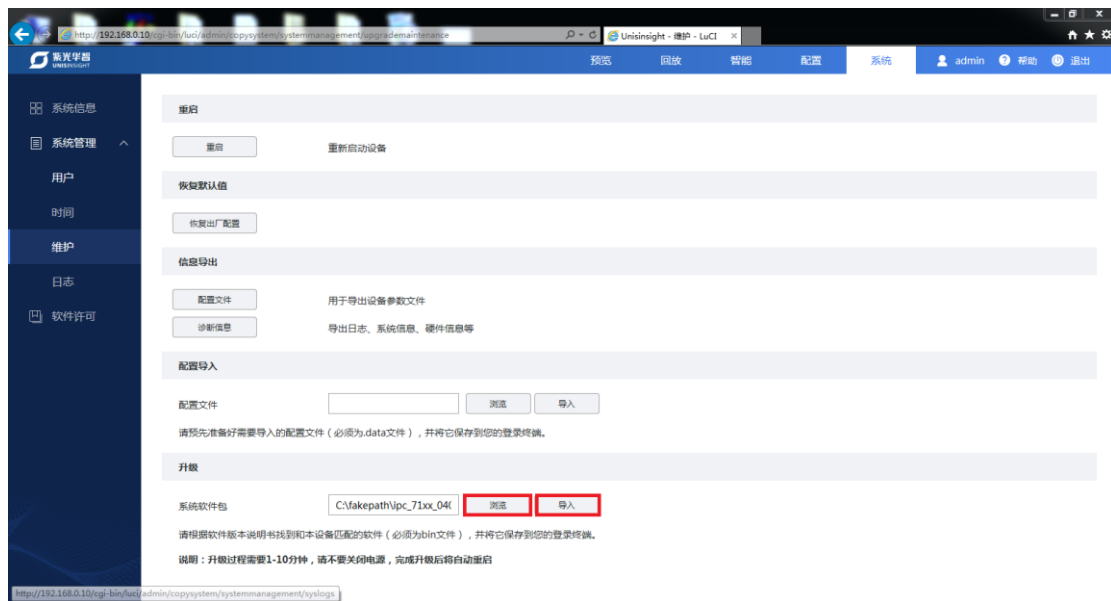 http://192.168.0.10/cgi-bin/luci/admin/copysystem/systemmanagement/upgrademaintenance
Unisinsight - 维护 - LuCI
紫光华智
UNISINSIGHT
预览 回放 智能 配置 系统 admin 帮助 退出
系统信息
系统管理
用户
时间
维护
日志
软件许可
重启
重启 重新启动设备
恢复默认值
恢复出厂配置
信息导出
配置文件 用于导出设备参数文件
诊断信息 导出日志、系统信息、硬件信息等
配置导入
配置文件 浏览 导入
请预先准备好需要导入的配置文件（必须为.data文件），并将它保存到您的登录终端。
升级
系统软件包 C:\fakepath\ipc_71xx_04( 浏览 导入
请根据软件版本说明书找到和本设备匹配的软件（必须为bin文件），并将它保存到您的登录终端。
说明：升级过程需要1-10分钟，请不要关闭电源，完成升级后将自动重启
http://192.168.0.10/cgi-bin/luci/admin/copysystem/systemmanagement/syslogs